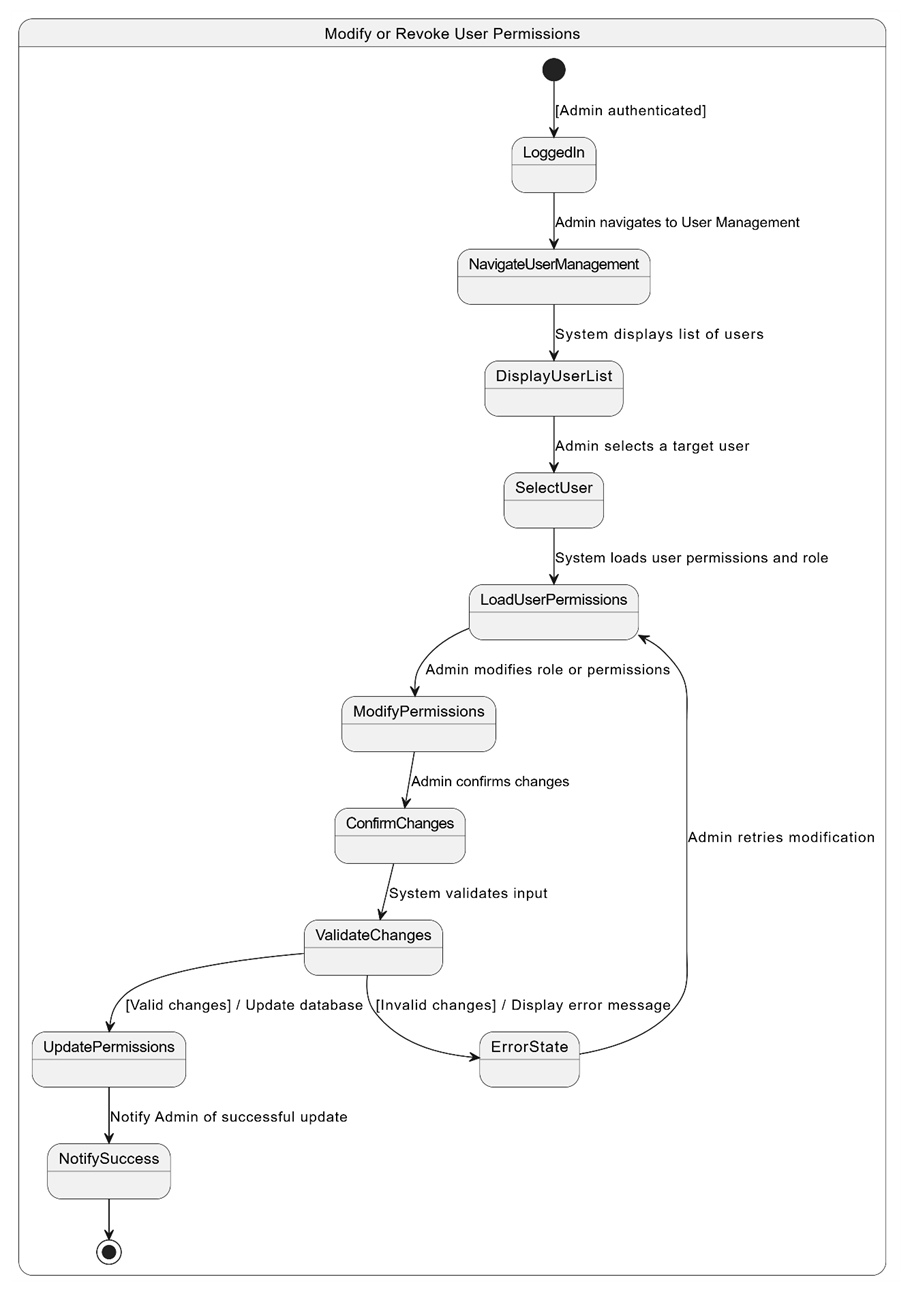 Modify or Revoke User Permissions
[Admin authenticated]
LoggedIn
Admin navigates to User Management
NavigateUserManagement
System displays list of users
DisplayUserList
Admin selects a target user
SelectUser
System loads user permissions and role
LoadUserPermissions
Admin modifies role or permissions
ModifyPermissions
Admin confirms changes
ConfirmChanges
Admin retries modification
System validates input
ValidateChanges
[Valid changes] / Update database
[Invalid changes] / Display error message
UpdatePermissions
ErrorState
Notify Admin of successful update
NotifySuccess